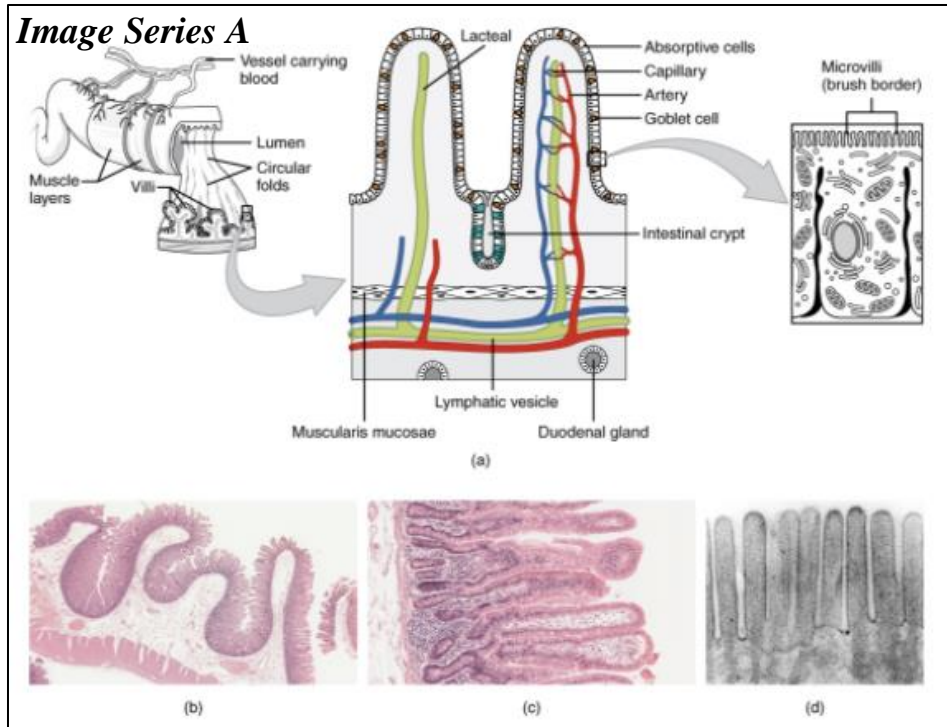 Image Series A
Vessel carrying
blood
Lumen
Circular
folds
Muscle
layers
Villi
Lacteal
Absorptive cells
Capillary
Artery
Goblet cell
Intestinal crypt
Lymphatic vesicle
Muscularis mucosae
Duodenal gland
Microvilli
(brush border)
(a)
(b)
(c)
(d)